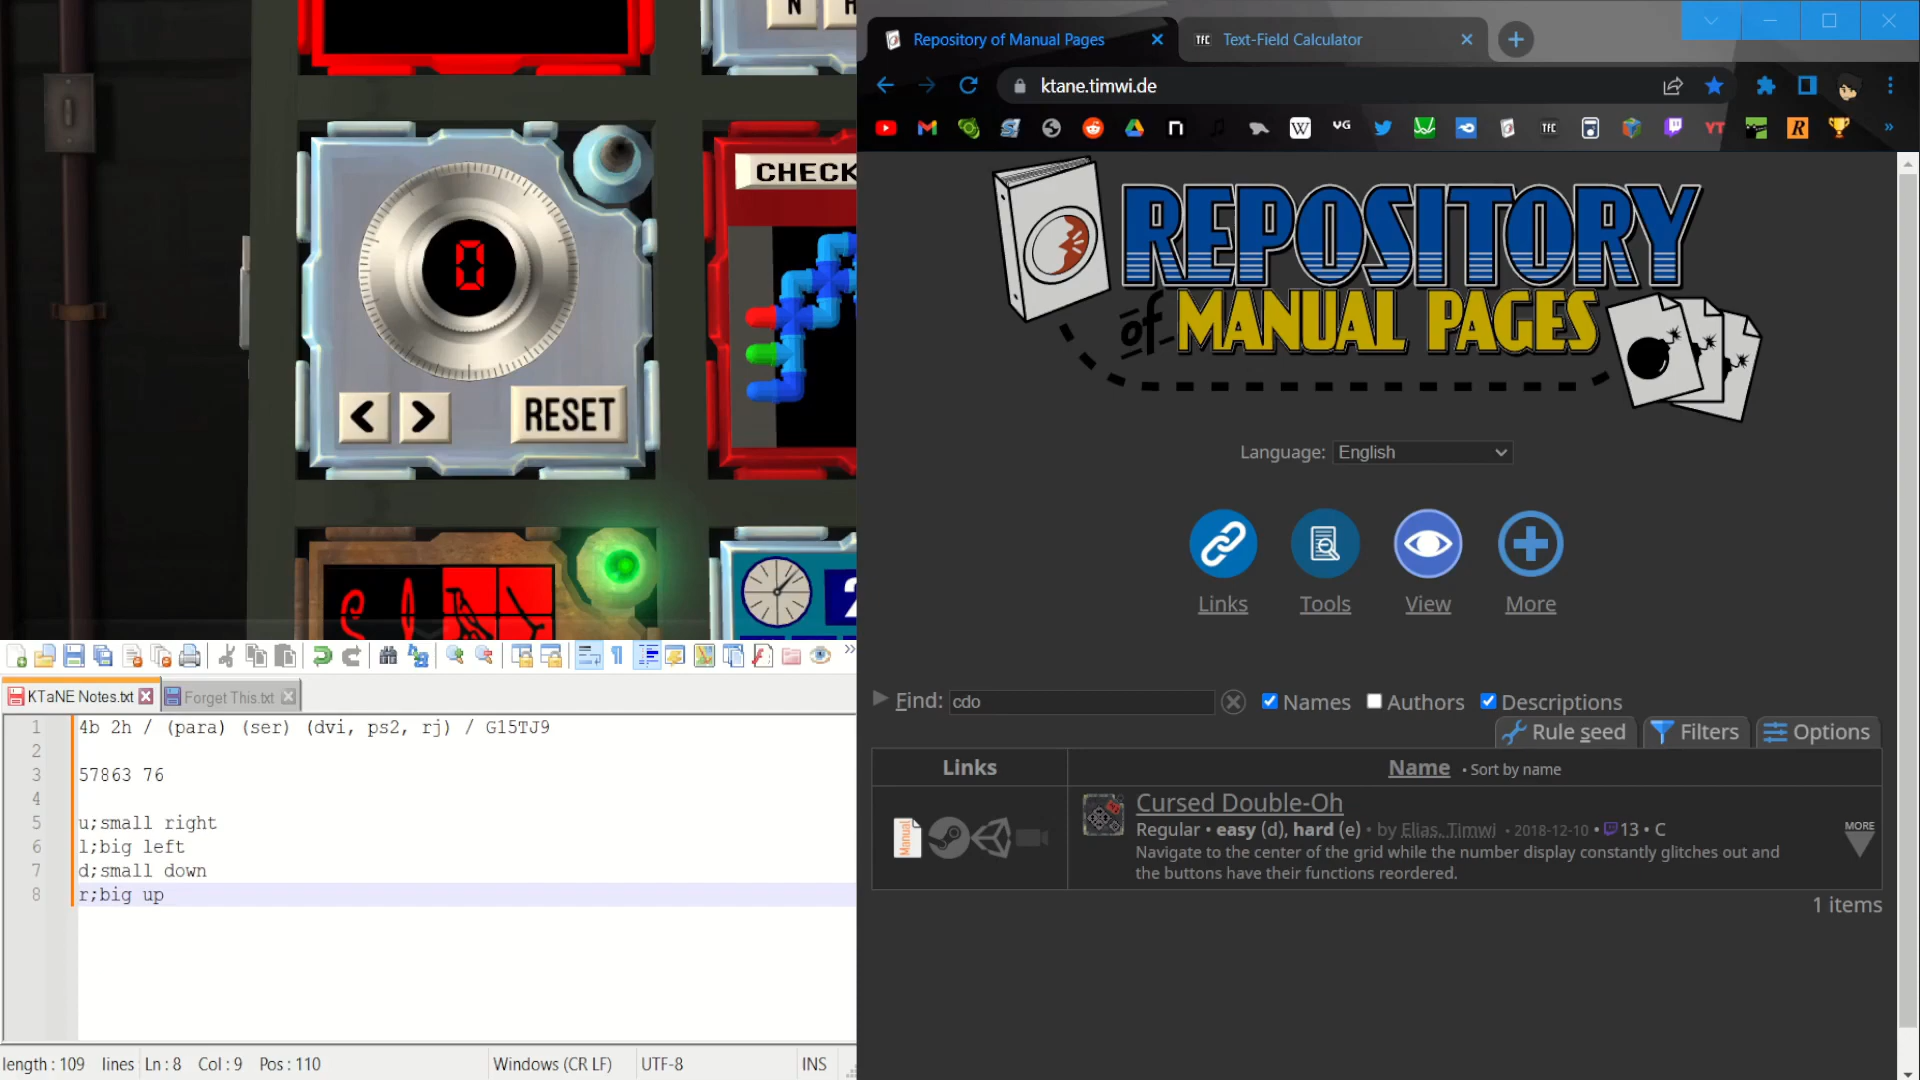 0
RESET
CHECK
2
KTaNE Notes.txt
Forget This.txt
1 4b 2h / (para) (ser) (dvi, ps2, rj) / G15TJ9
2
3 57863 76
4
5 u;small right
6 l;big left
7 d;small down
8 r;big up
length : 109 lines Ln : 8 Col : 9 Pos : 110 Windows (CR LF) UTF-8 INS
Repository of Manual Pages
TFC Text-Field Calculator
ktane.timwi.de
W VG TFC YT R
REPOSITORY
of MANUAL PAGES
Language: English
Links Tools View More
Find: cdo Names Authors Descriptions
Rule seed Filters Options
Links Name • Sort by name
Manual
Cursed Double-Oh
Regular • easy (d), hard (e) • by Elias, Timwi • 2018-12-10 • 13 • C
MORE
Navigate to the center of the grid while the number display constantly glitches out and
the buttons have their functions reordered.
1 items